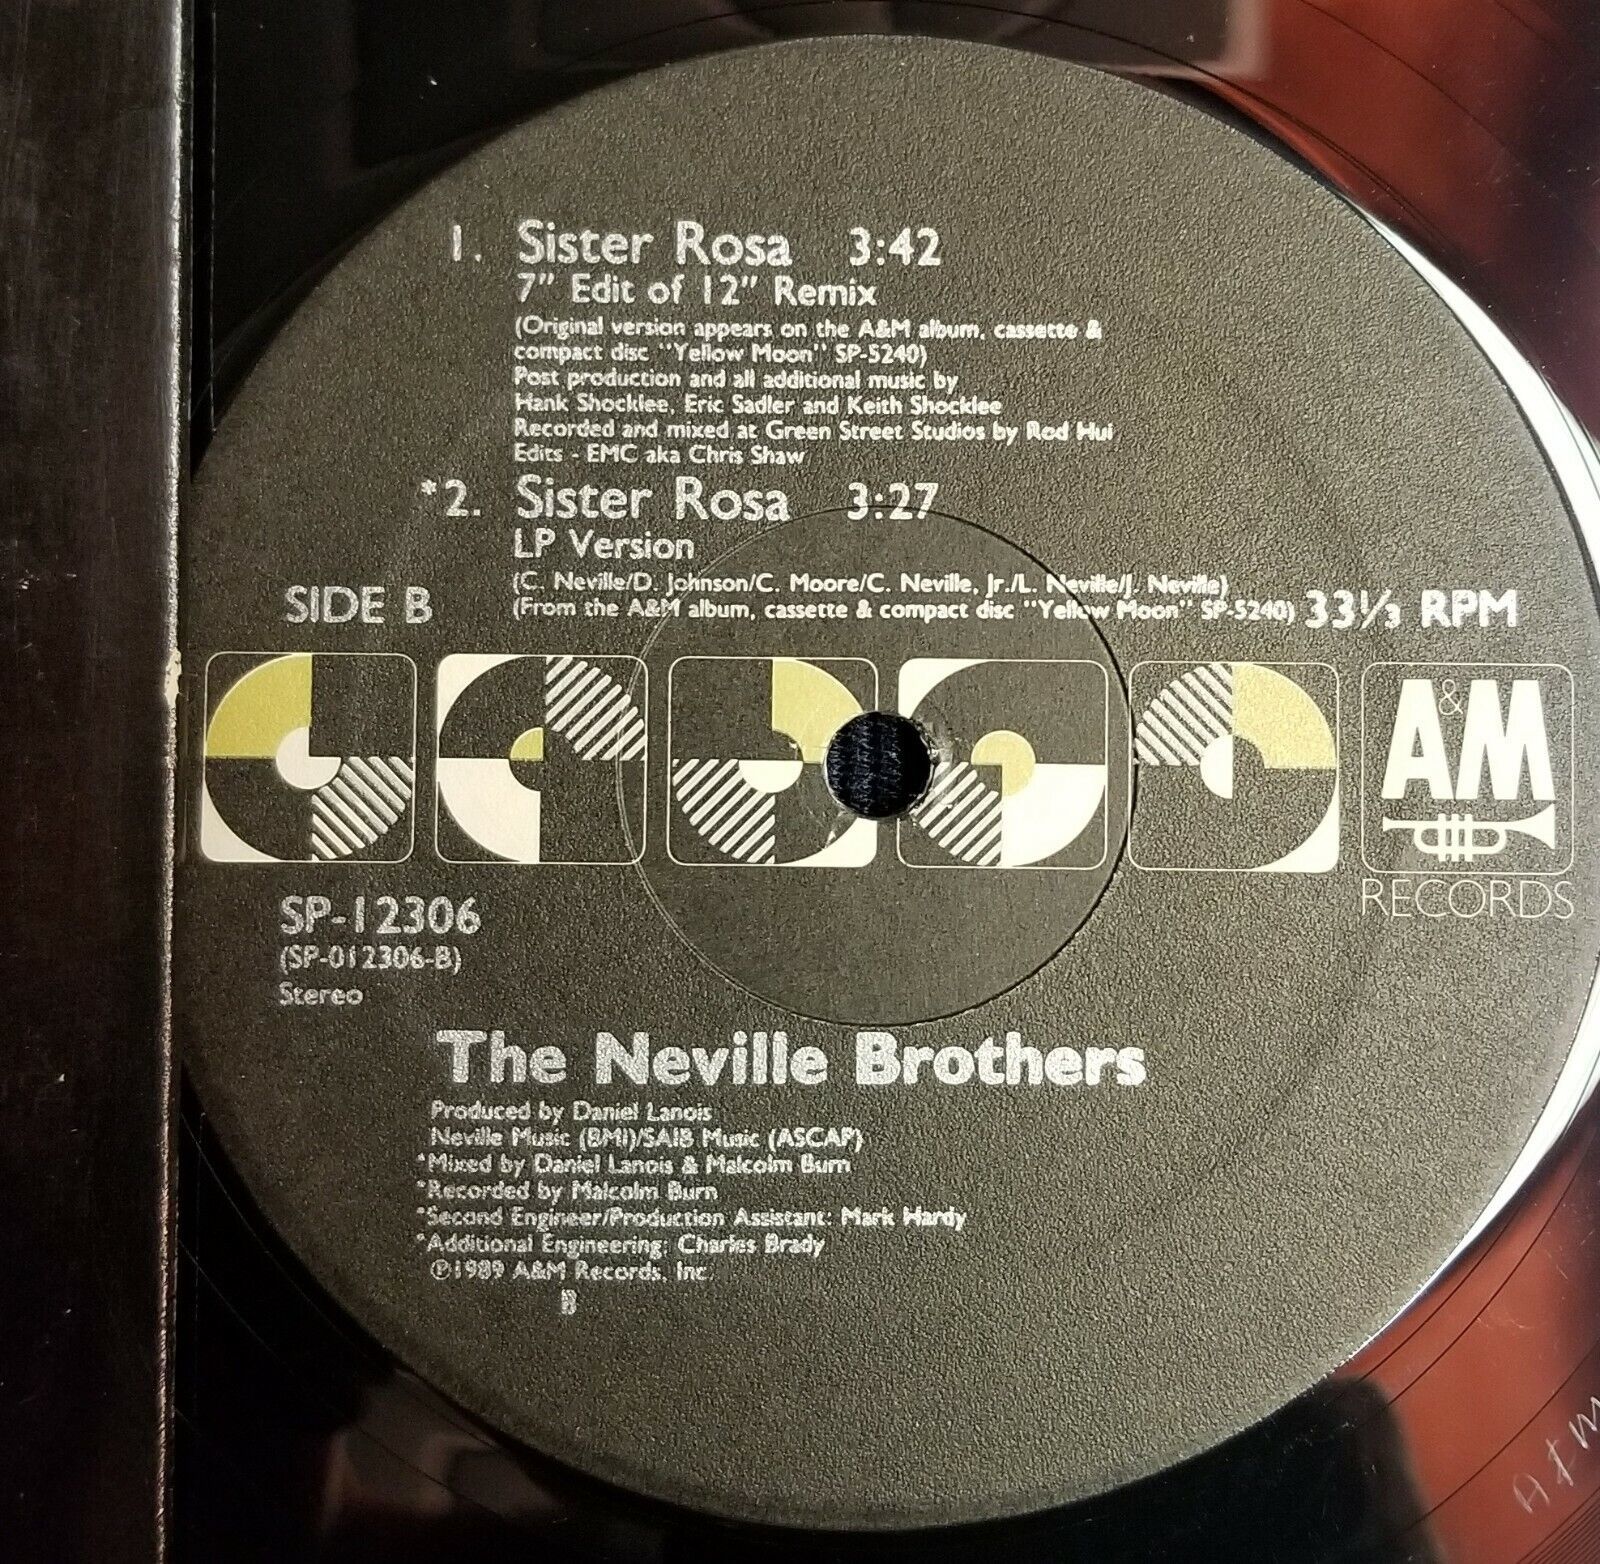 1. Sister Rosa 3:42
7" Edit of 12" Remix
(Original version appears on the A&M album, cassette &
compact disc "Yellow Moon" SP-5240)
Post production and all additional music by
Hank Shocklee, Eric Sadler and Keith Shocklee
Recorded and mixed at Green Street Studios by Rod Hui
Edits - EMC aka Chris Shaw
*2. Sister Rosa 3:27
LP Version
(C. Neville/D. Johnson/C. Moore/C. Neville, Jr./L. Neville/J. Neville)
(From the A&M album, cassette & compact disc "Yellow Moon" SP-5240)
SIDE B
33⅓ RPM
A&M
RECORDS
SP-12306
(SP-012306-B)
Stereo
The Neville Brothers
Produced by Daniel Lanois
Neville Music (BMI)/SAIB Music (ASCAP)
*Mixed by Daniel Lanois & Malcolm Burn
*Recorded by Malcolm Burn
*Second Engineer/Production Assistant: Mark Hardy
*Additional Engineering: Charles Brady
℗1989 A&M Records, Inc.
B
A&M